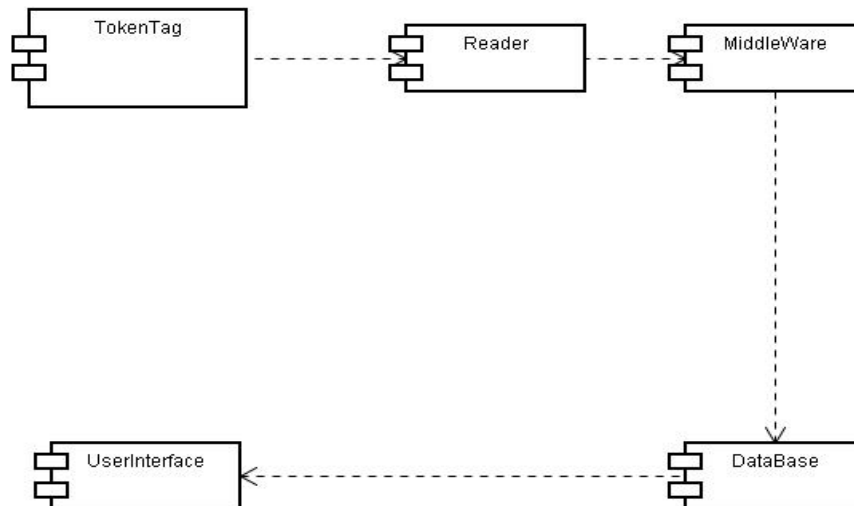 TokenTag
Reader
MiddleWare
UserInterface
DataBase